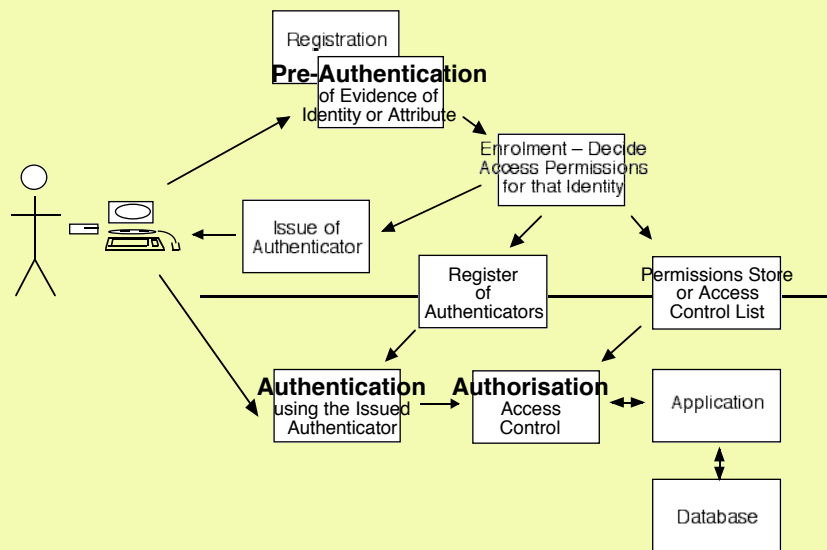 Registration
Pre-Authentication
of Evidence of
Identity or Attribute
Enrolment – Decide
Access Permissions
for that Identity
Issue of
Authenticator
Register
of
Authenticators
Permissions Store
or Access
Control List
Authentication
using the Issued
Authenticator
Authorisation
Access
Control
Application
Database